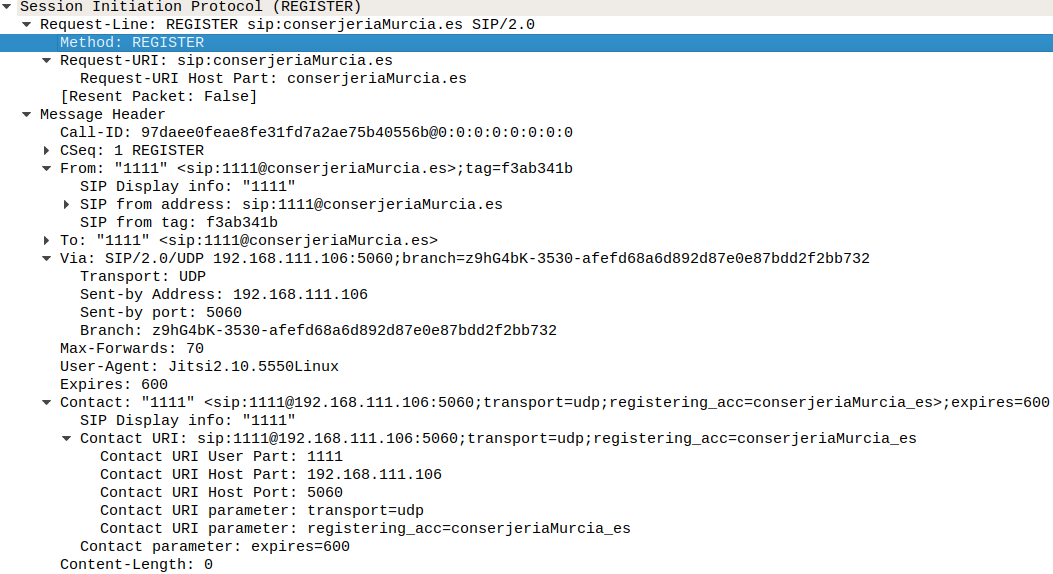 Session Initiation Protocol (REGISTER)
Request-Line: REGISTER sip:conserjeriaMurcia.es SIP/2.0
Method: REGISTER
Request-URI: sip:conserjeriaMurcia.es
Request-URI Host Part: conserjeriaMurcia.es
[Resent Packet: False]
Message Header
Call-ID: 97daee0feae8fe31fd7a2ae75b40556b@0:0:0:0:0:0:0:0
CSeq: 1 REGISTER
From: "1111" <sip:1111@conserjeriaMurcia.es>;tag=f3ab341b
SIP Display info: "1111"
SIP from address: sip:1111@conserjeriaMurcia.es
SIP from tag: f3ab341b
To: "1111" <sip:1111@conserjeriaMurcia.es>
Via: SIP/2.0/UDP 192.168.111.106:5060;branch=z9hG4bK-3530-afefd68a6d892d87e0e87bdd2f2bb732
Transport: UDP
Sent-by Address: 192.168.111.106
Sent-by port: 5060
Branch: z9hG4bK-3530-afefd68a6d892d87e0e87bdd2f2bb732
Max-Forwards: 70
User-Agent: Jitsi2.10.5550Linux
Expires: 600
Contact: "1111" <sip:1111@192.168.111.106:5060;transport=udp;registering_acc=conserjeriaMurcia_es>;expires=600
SIP Display info: "1111"
Contact URI: sip:1111@192.168.111.106:5060;transport=udp;registering_acc=conserjeriaMurcia_es
Contact URI User Part: 1111
Contact URI Host Part: 192.168.111.106
Contact URI Host Port: 5060
Contact URI parameter: transport=udp
Contact URI parameter: registering_acc=conserjeriaMurcia_es
Contact parameter: expires=600
Content-Length: 0